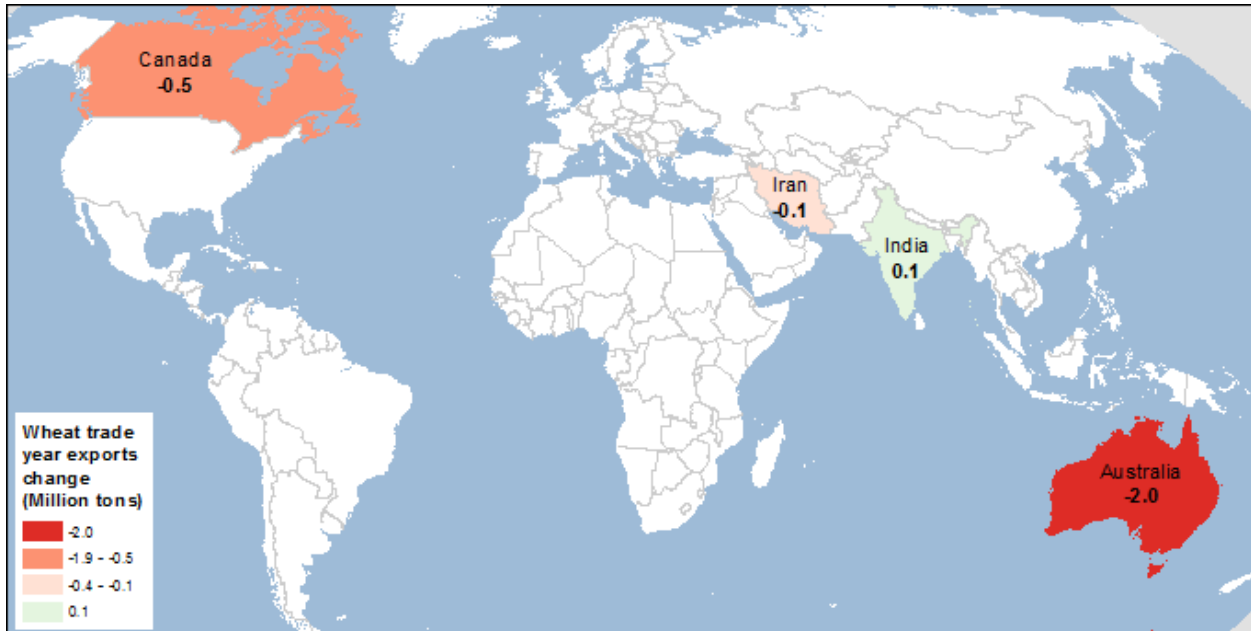 Canada
-0.5
Iran
-0.1
India
0.1
Australia
-2.0
Wheat trade
year exports
change
(Million tons)
-2.0
-1.9 - -0.5
-0.4 - -0.1
0.1